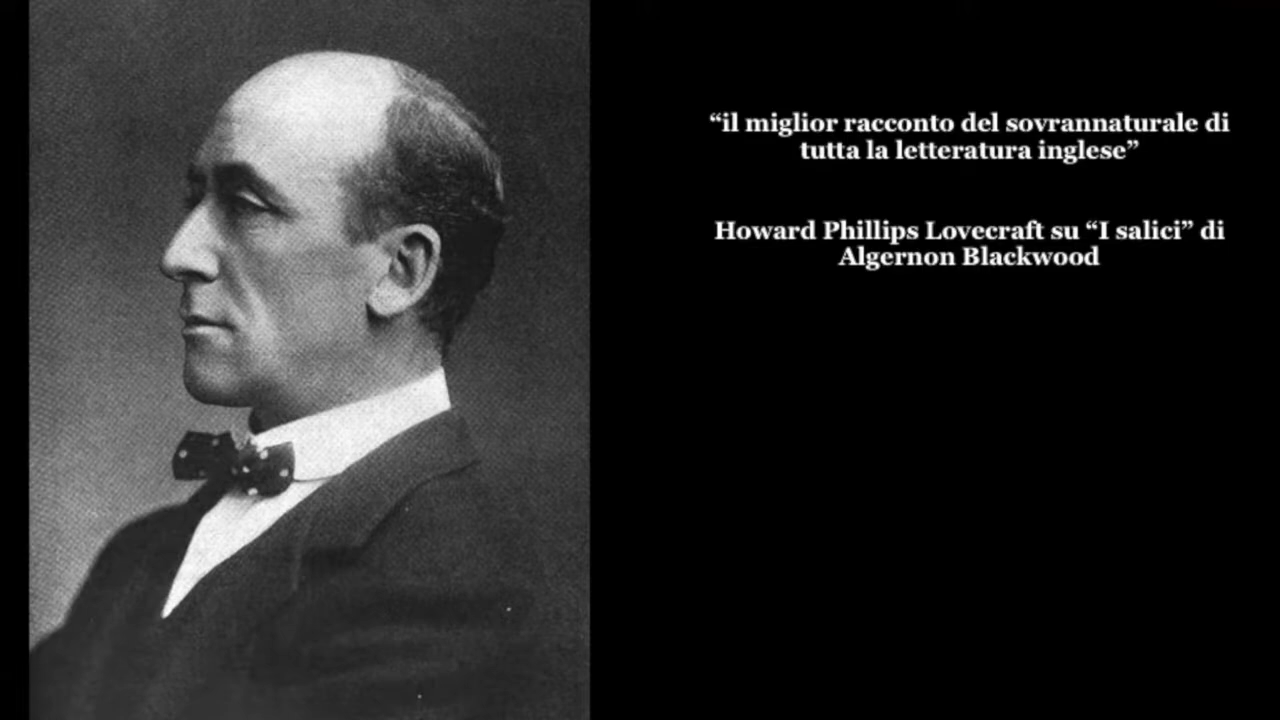 “il miglior racconto del sovrannaturale di
tutta la letteratura inglese”
Howard Phillips Lovecraft su “I salici” di
Algernon Blackwood